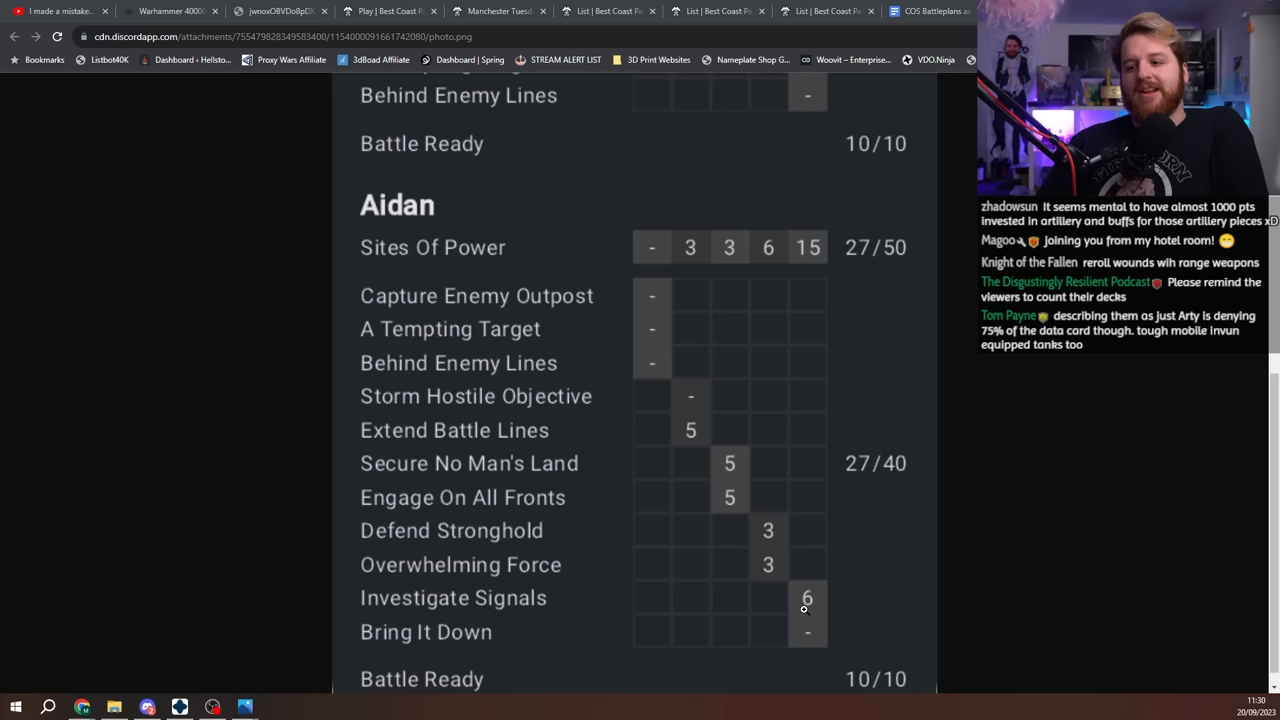 I made a mistake...
Warhammer 40000
jwnoxOBVDo8pDX
Play | Best Coast Pa
Manchester Tuesd
List | Best Coast Pa
List | Best Coast Pa
List | Best Coast Pa
COS Battleplans an
cdn.discordapp.com/attachments/755479828349583400/1154000091661742080/photo.png
Bookmarks
Listbot40K
Dashboard ‹ Hellsto...
Proxy Wars Affiliate
3dBoad Affiliate
Dashboard | Spring
STREAM ALERT LIST
3D Print Websites
Nameplate Shop G...
Woovit – Enterprise...
VDO.Ninja
Behind Enemy Lines -
Battle Ready 10/10
Aidan
Sites Of Power - 3 3 6 15 27/50
Capture Enemy Outpost -
A Tempting Target -
Behind Enemy Lines -
Storm Hostile Objective -
Extend Battle Lines 5
Secure No Man's Land 5 27/40
Engage On All Fronts 5
Defend Stronghold 3
Overwhelming Force 3
Investigate Signals 6
Bring It Down -
Battle Ready 10/10
zhadowsun It seems mental to have almost 1000 pts
invested in artillery and buffs for those artillery pieces xD
Magoo joining you from my hotel room!
Knight of the Fallen reroll wounds wih range weapons
The Disgustingly Resilient Podcast Please remind the
viewers to count their decks
Tom Payne describing them as just Arty is denying
75% of the data card though. tough mobile invun
equipped tanks too
11:30
20/09/2023